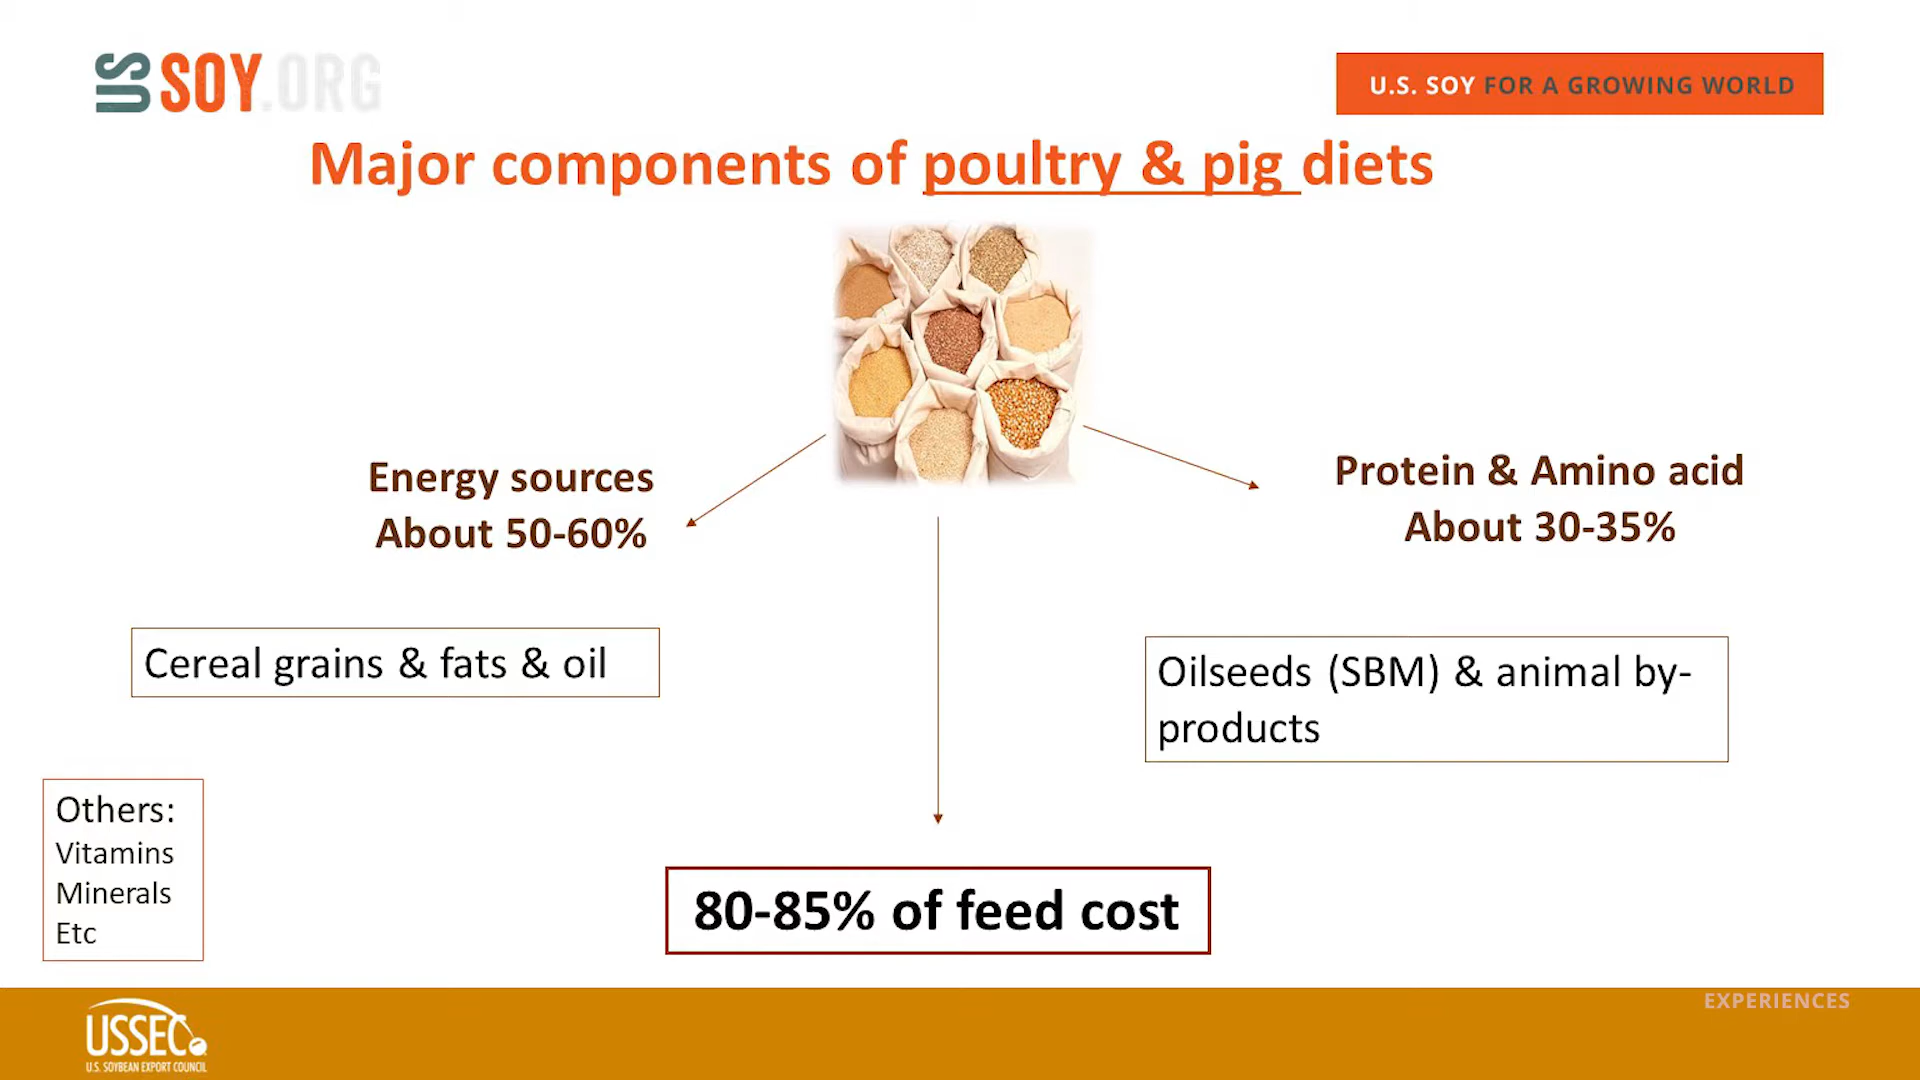 US SOY.ORG
U.S. SOY FOR A GROWING WORLD
Major components of poultry & pig diets
Energy sources
About 50-60%
Protein & Amino acid
About 30-35%
Cereal grains & fats & oil
Oilseeds (SBM) & animal by-
products
Others:
Vitamins
Minerals
Etc
80-85% of feed cost
EXPERIENCES
USSEC
U.S. SOYBEAN EXPORT COUNCIL